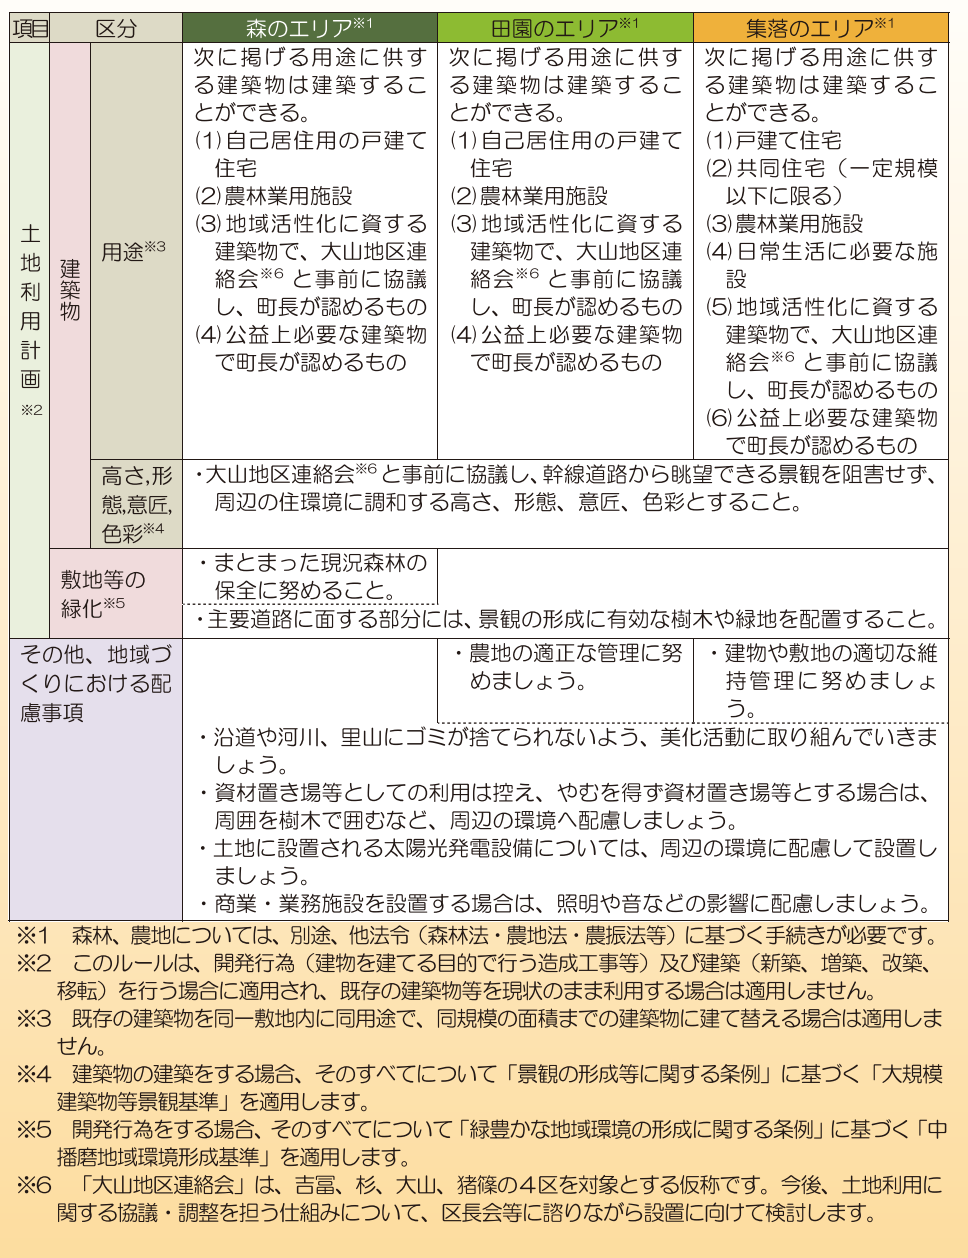 項目 区分 森のエリア※1 田園のエリア※1 集落のエリア※1
土地利用計画※2
建築物
用途※3
次に掲げる用途に供す
る建築物は建築するこ
とができる。
(1)自己居住用の戸建て
住宅
(2)農林業用施設
(3)地域活性化に資する
建築物で、大山地区連
絡会※6 と事前に協議
し、町長が認めるもの
(4)公益上必要な建築物
で町長が認めるもの
次に掲げる用途に供す
る建築物は建築するこ
とができる。
(1)自己居住用の戸建て
住宅
(2)農林業用施設
(3)地域活性化に資する
建築物で、大山地区連
絡会※6 と事前に協議
し、町長が認めるもの
(4)公益上必要な建築物
で町長が認めるもの
次に掲げる用途に供す
る建築物は建築するこ
とができる。
(1)戸建て住宅
(2)共同住宅（一定規模
以下に限る）
(3)農林業用施設
(4)日常生活に必要な施
設
(5)地域活性化に資する
建築物で、大山地区連
絡会※6 と事前に協議
し、町長が認めるもの
(6)公益上必要な建築物
で町長が認めるもの
高さ,形
態,意匠,
色彩※4
・大山地区連絡会※6と事前に協議し、幹線道路から眺望できる景観を阻害せず、
周辺の住環境に調和する高さ、形態、意匠、色彩とすること。
敷地等の
緑化※5
・まとまった現況森林の
保全に努めること。
・主要道路に面する部分には、景観の形成に有効な樹木や緑地を配置すること。
その他、地域づ
くりにおける配
慮事項
・農地の適正な管理に努
めましょう。
・建物や敷地の適切な維
持管理に努めましょ
う。
・沿道や河川、里山にゴミが捨てられないよう、美化活動に取り組んでいきま
しょう。
・資材置き場等としての利用は控え、やむを得ず資材置き場等とする場合は、
周囲を樹木で囲むなど、周辺の環境へ配慮しましょう。
・土地に設置される太陽光発電設備については、周辺の環境に配慮して設置し
ましょう。
・商業・業務施設を設置する場合は、照明や音などの影響に配慮しましょう。
※1 森林、農地については、別途、他法令（森林法・農地法・農振法等）に基づく手続きが必要です。
※2 このルールは、開発行為（建物を建てる目的で行う造成工事等）及び建築（新築、増築、改築、
移転）を行う場合に適用され、既存の建築物等を現状のまま利用する場合は適用しません。
※3 既存の建築物を同一敷地内に同用途で、同規模の面積までの建築物に建て替える場合は適用しま
せん。
※4 建築物の建築をする場合、そのすべてについて「景観の形成等に関する条例」に基づく「大規模
建築物等景観基準」を適用します。
※5 開発行為をする場合、そのすべてについて「緑豊かな地域環境の形成に関する条例」に基づく「中
播磨地域環境形成基準」を適用します。
※6 「大山地区連絡会」は、吉冨、杉、大山、猪篠の４区を対象とする仮称です。今後、土地利用に
関する協議・調整を担う仕組みについて、区長会等に諮りながら設置に向けて検討します。